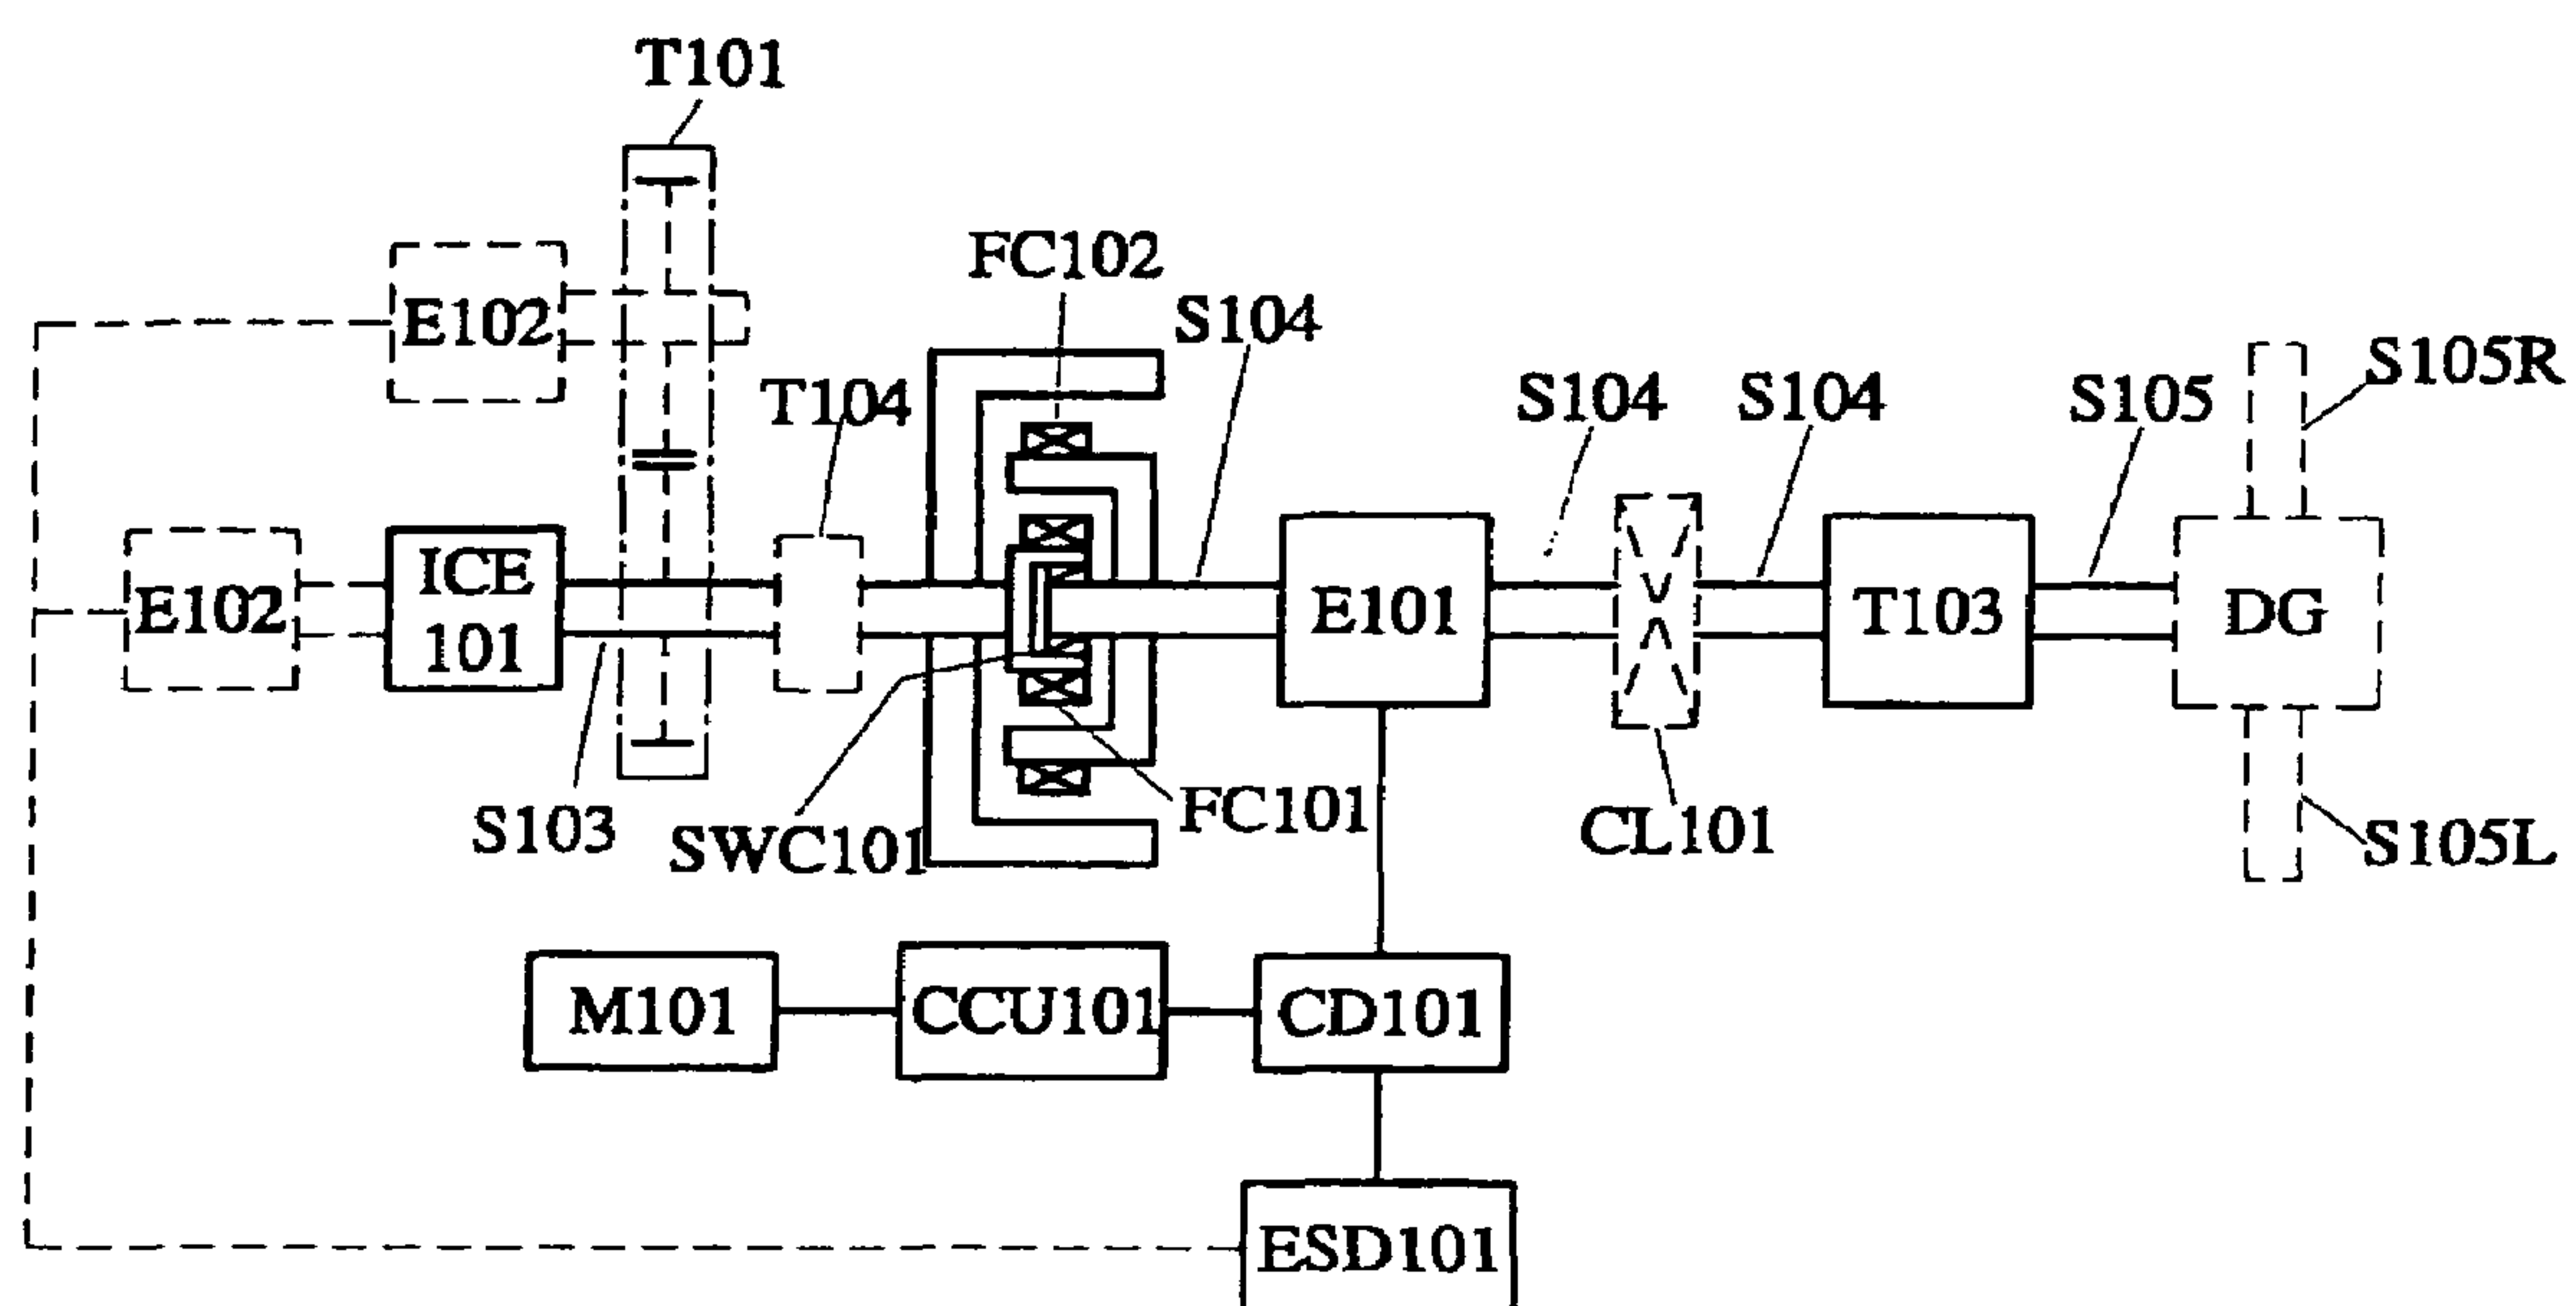 T101
FC102
E102
S104
T104
S104
S104
S105
S105R
E102
ICE
101
E101
T103
DG
S103
SWC101
FC101
CL101
S105L
M101
CCU101
CD101
ESD101